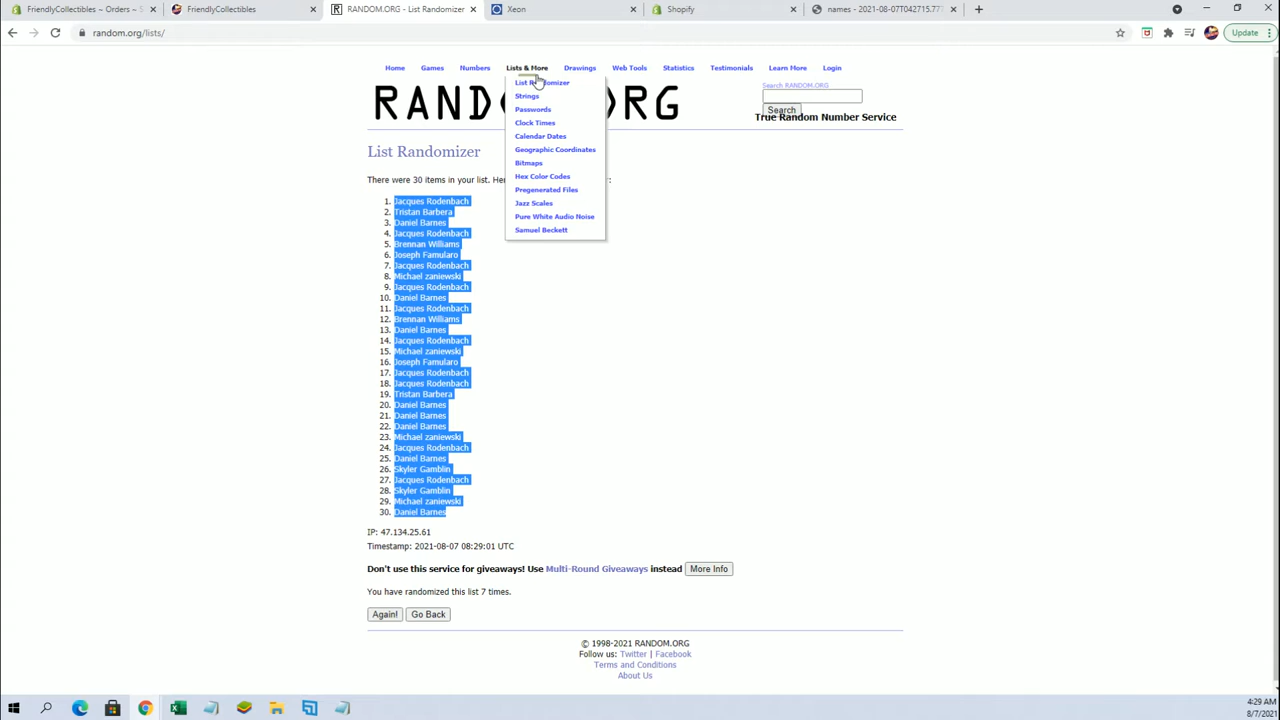 FriendlyCollectibles ~ Orders ~ S
FriendlyCollectibles
RANDOM.ORG - List Randomizer
Xeon
Shopify
names - 2021-08-07T042715.777
random.org/lists/
Update
Home Games Numbers Lists & More Drawings Web Tools Statistics Testimonials Learn More Login
List Randomizer
Strings
Passwords
Clock Times
Calendar Dates
Geographic Coordinates
Bitmaps
Hex Color Codes
Pregenerated Files
Jazz Scales
Pure White Audio Noise
Samuel Beckett
Search RANDOM.ORG
Search
RANDOM.ORG
True Random Number Service
List Randomizer
There were 30 items in your list. Her :
1. Jacques Rodenbach
2. Tristan Barbera
3. Daniel Barnes
4. Jacques Rodenbach
5. Brennan Williams
6. Joseph Famularo
7. Jacques Rodenbach
8. Michael zaniewski
9. Jacques Rodenbach
10. Daniel Barnes
11. Jacques Rodenbach
12. Brennan Williams
13. Daniel Barnes
14. Jacques Rodenbach
15. Michael zaniewski
16. Joseph Famularo
17. Jacques Rodenbach
18. Jacques Rodenbach
19. Tristan Barbera
20. Daniel Barnes
21. Daniel Barnes
22. Daniel Barnes
23. Michael zaniewski
24. Jacques Rodenbach
25. Daniel Barnes
26. Skyler Gamblin
27. Jacques Rodenbach
28. Skyler Gamblin
29. Michael zaniewski
30. Daniel Barnes
IP: 47.134.25.61
Timestamp: 2021-08-07 08:29:01 UTC
Don't use this service for giveaways! Use Multi-Round Giveaways instead More Info
You have randomized this list 7 times.
Again! Go Back
© 1998-2021 RANDOM.ORG
Follow us: Twitter | Facebook
Terms and Conditions
About Us
4:29 AM
8/7/2021